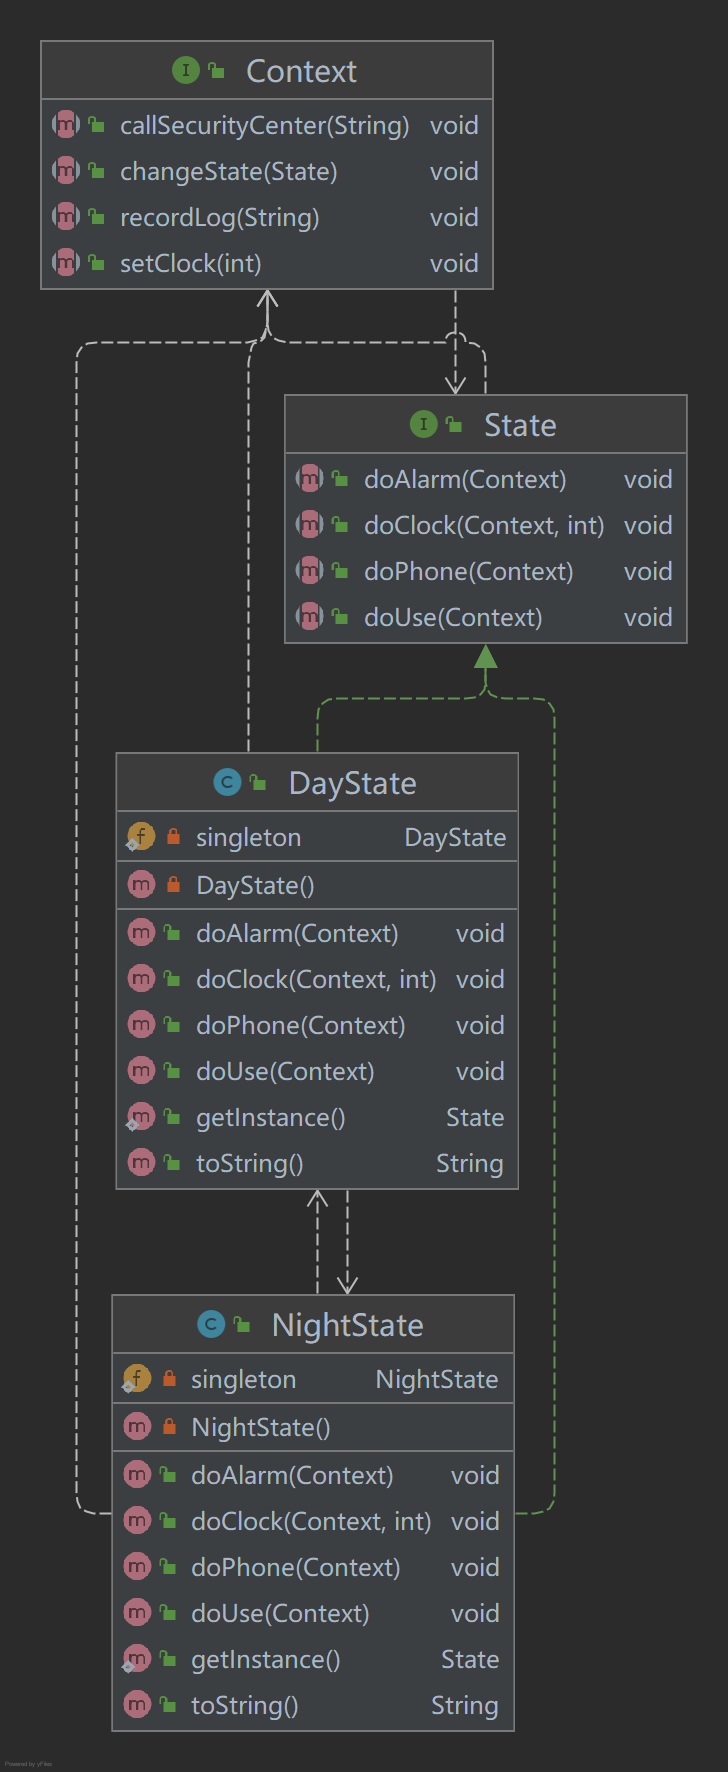 Context
callSecurityCenter(String) void
changeState(State) void
recordLog(String) void
setClock(int) void
State
doAlarm(Context) void
doClock(Context, int) void
doPhone(Context) void
doUse(Context) void
DayState
singleton DayState
DayState()
doAlarm(Context) void
doClock(Context, int) void
doPhone(Context) void
doUse(Context) void
getInstance() State
toString() String
NightState
singleton NightState
NightState()
doAlarm(Context) void
doClock(Context, int) void
doPhone(Context) void
doUse(Context) void
getInstance() State
toString() String
Powered by yFiles